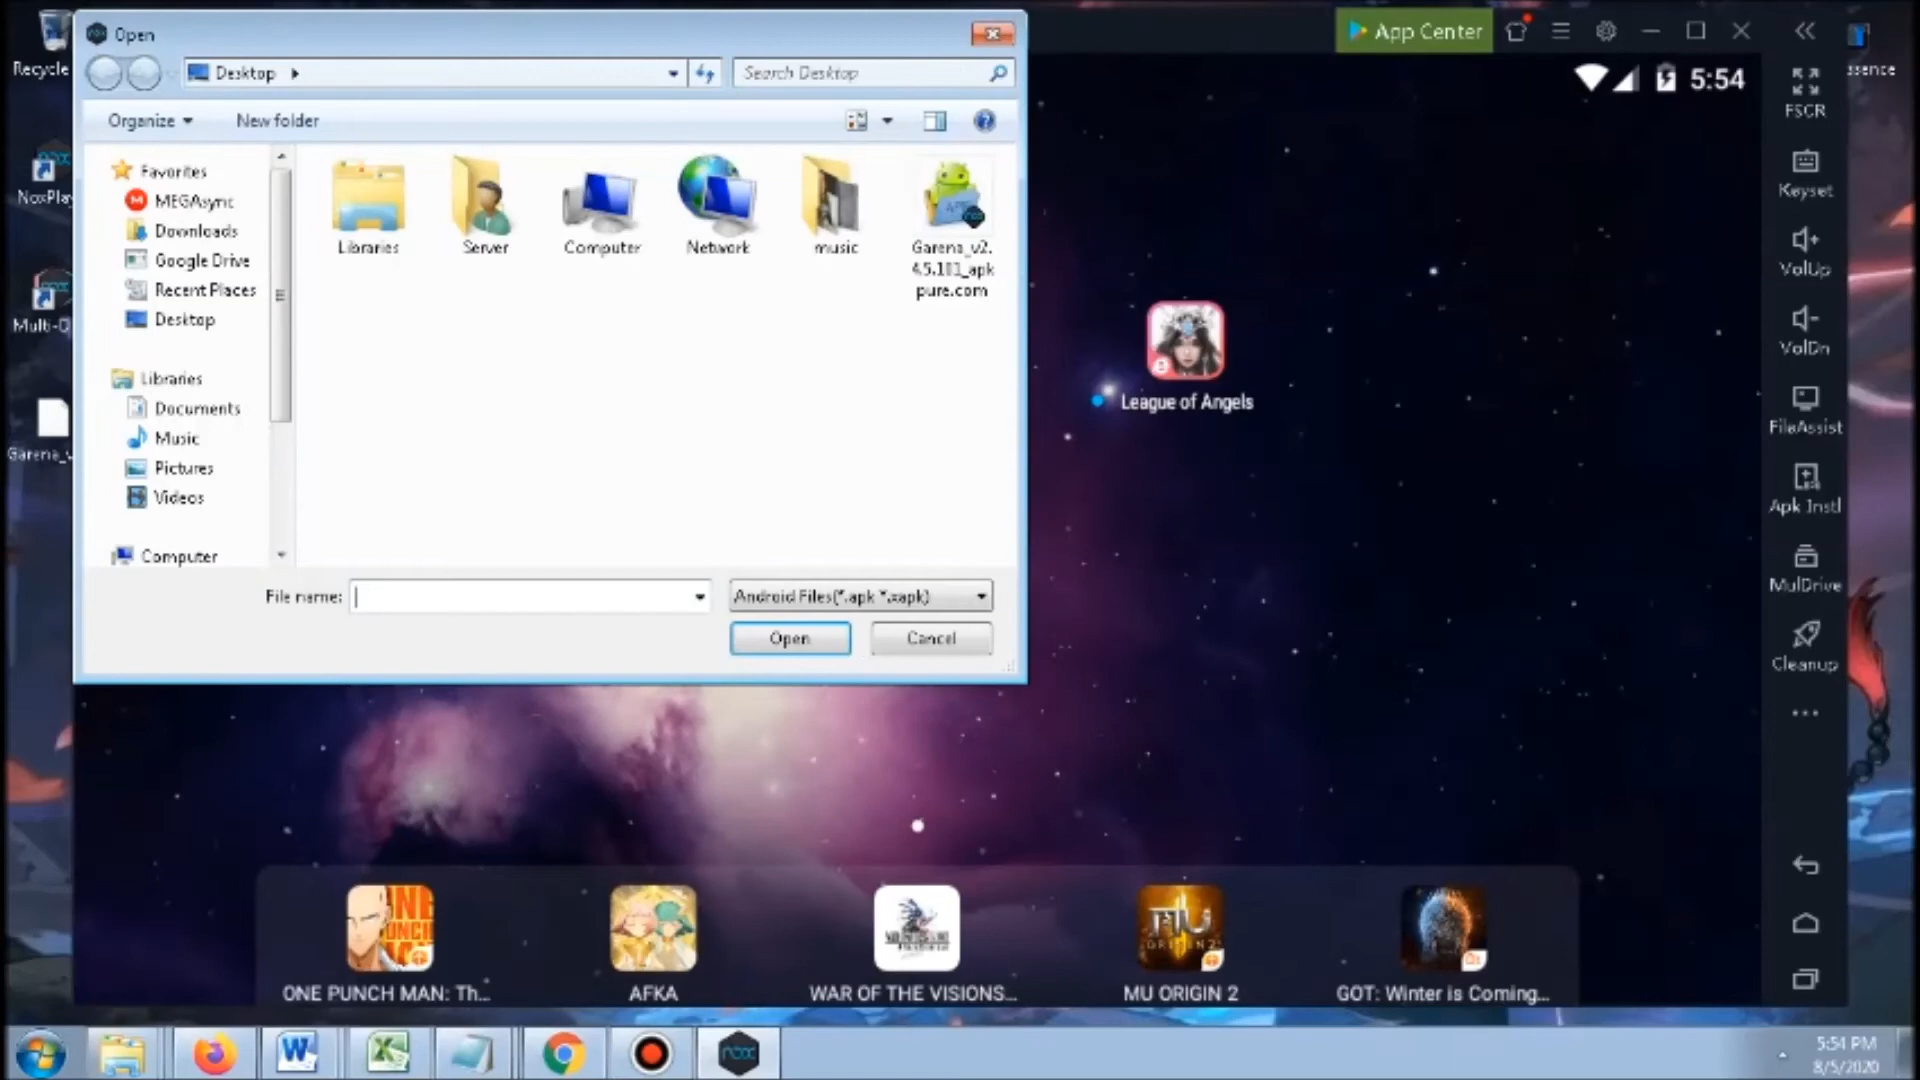 Open
Desktop
Search Desktop
Organize
New folder
Favorites
MEGAsync
Downloads
Google Drive
Recent Places
Desktop
Libraries
Documents
Music
Pictures
Videos
Computer
Libraries
Server
Computer
Network
music
Garena_v2.
4.5.101_apk
pure.com
File name:
Android Files(*.apk *.xapk)
Open
Cancel
App Center
5:54
FSCR
Keyset
VolUp
VolDn
FileAssist
Apk Instl
MulDrive
Cleanup
League of Angels
ONE PUNCH MAN: Th...
AFKA
WAR OF THE VISIONS...
MU ORIGIN 2
GOT: Winter is Coming...
Recycle
NoxPlay
Multi-D
Garena_v
ssence
5:54 PM
8/5/2020